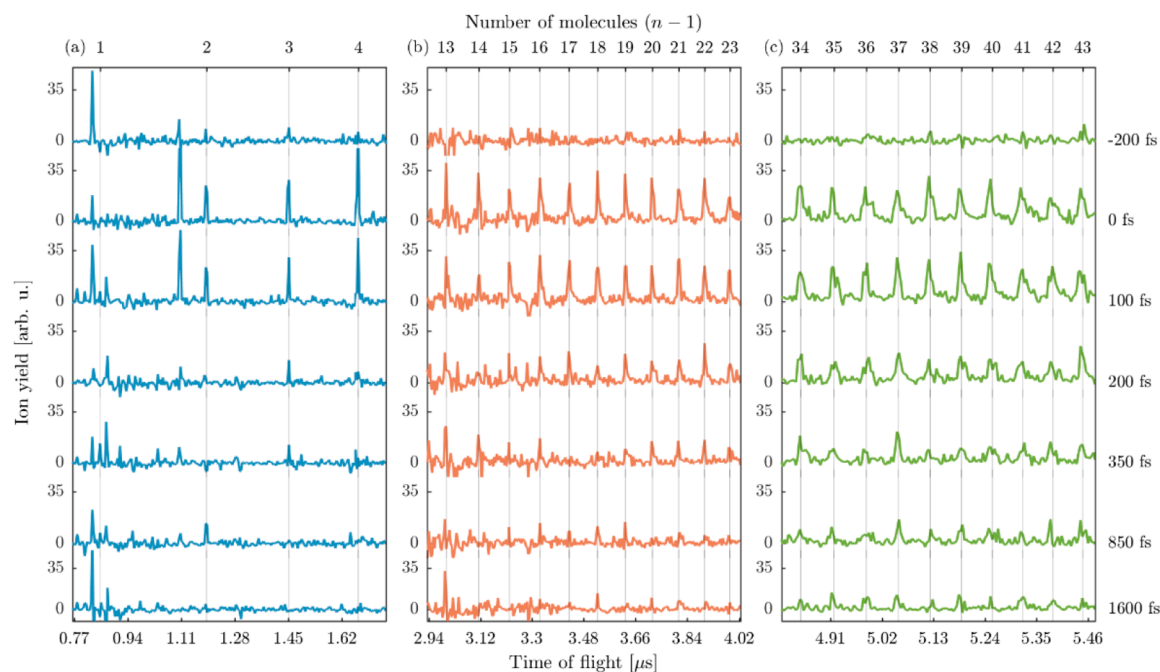 Number of molecules (n − 1)
(a) 1 2 3 4 (b) 13 14 15 16 17 18 19 20 21 22 23 (c) 34 35 36 37 38 39 40 41 42 43
35
0
-200 fs
35
0
0 fs
35
0
100 fs
35
0
200 fs
35
0
350 fs
35
0
850 fs
35
0
1600 fs
Ion yield [arb. u.]
0.77 0.94 1.11 1.28 1.45 1.62 2.94 3.12 3.3 3.48 3.66 3.84 4.02 4.91 5.02 5.13 5.24 5.35 5.46
Time of flight [μs]